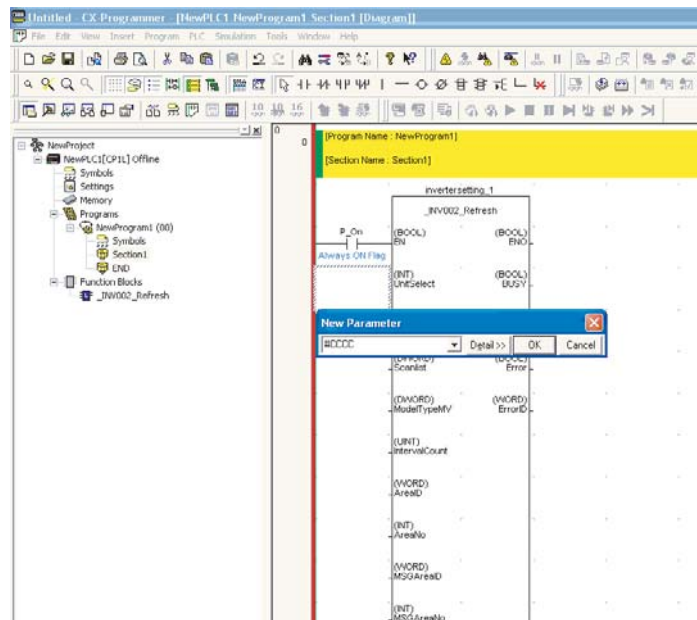 Untitled - CX-Programmer - [NewPLC1.NewProgram1.Section1 [Diagram]]
File Edit View Insert Program PLC Simulation Tools Window Help
NewProject
NewPLC1[CP1L] Offline
Symbols
Settings
Memory
Programs
NewProgram1 (00)
Symbols
Section1
END
Function Blocks
_INV002_Refresh
0
0
[Program Name : NewProgram1]
[Section Name : Section1]
invertersetting_1
_INV002_Refresh
P_On
(BOOL) (BOOL)
EN ENO
Always ON Flag
(INT) (BOOL)
UnitSelect BUSY
New Parameter
#CCCC Detail >> OK Cancel
(DWORD) (BOOL)
Scanlist Error
(DWORD) (WORD)
ModelTypeMV ErrorID
(UINT)
IntervalCount
(WORD)
AreaID
(INT)
AreaNo
(WORD)
MSGAreaID
(INT)
MSGAreaNo